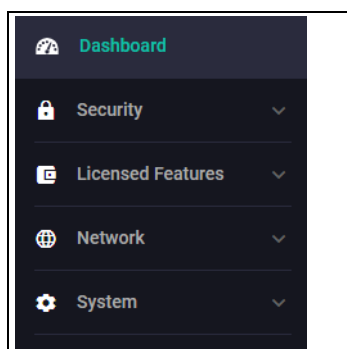 Dashboard
Security
Licensed Features
Network
System